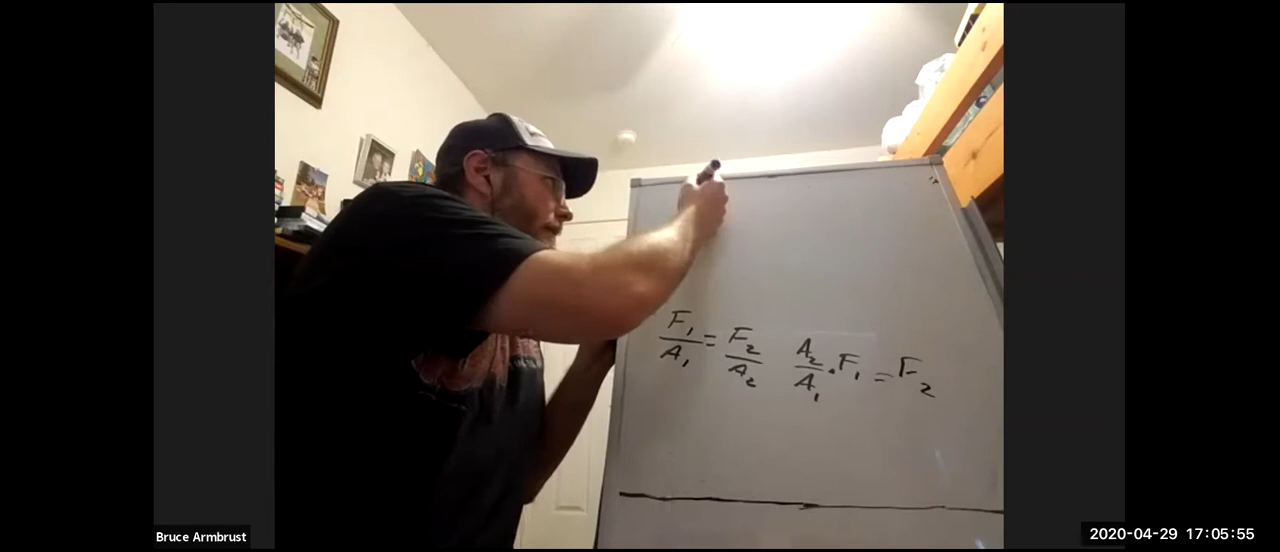 F₁/A₁ = F₂/A₂   A₂/A₁ · F₁ = F₂
Bruce Armbrust
2020-04-29 17:05:55